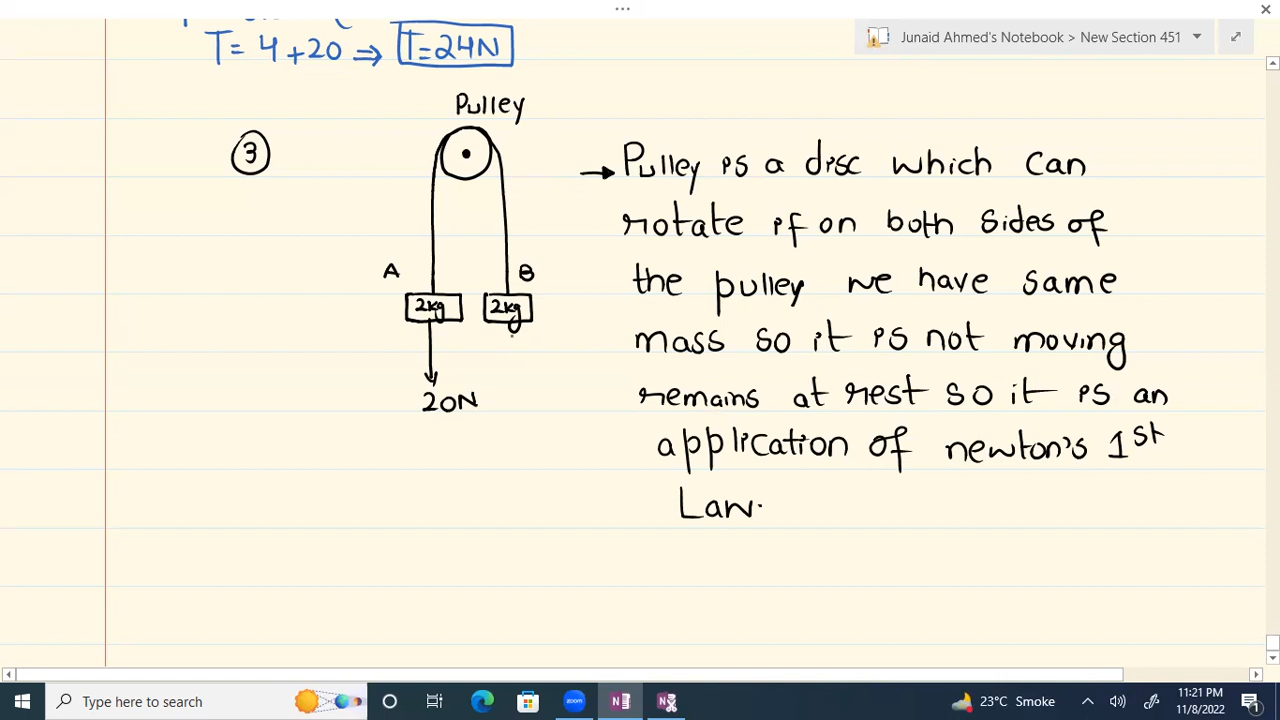 Junaid Ahmed's Notebook > New Section 451
T= 4+20 ⇒ T=24N
Pulley
3
→ Pulley is a disc which can
rotate if on both sides of
the pulley we have same
mass so it is not moving
remains at rest so it is an
application of newton's 1st
Law.
A
B
2kg
2kg
20N
Type here to search
zoom
23°C Smoke
11:21 PM
11/8/2022
1